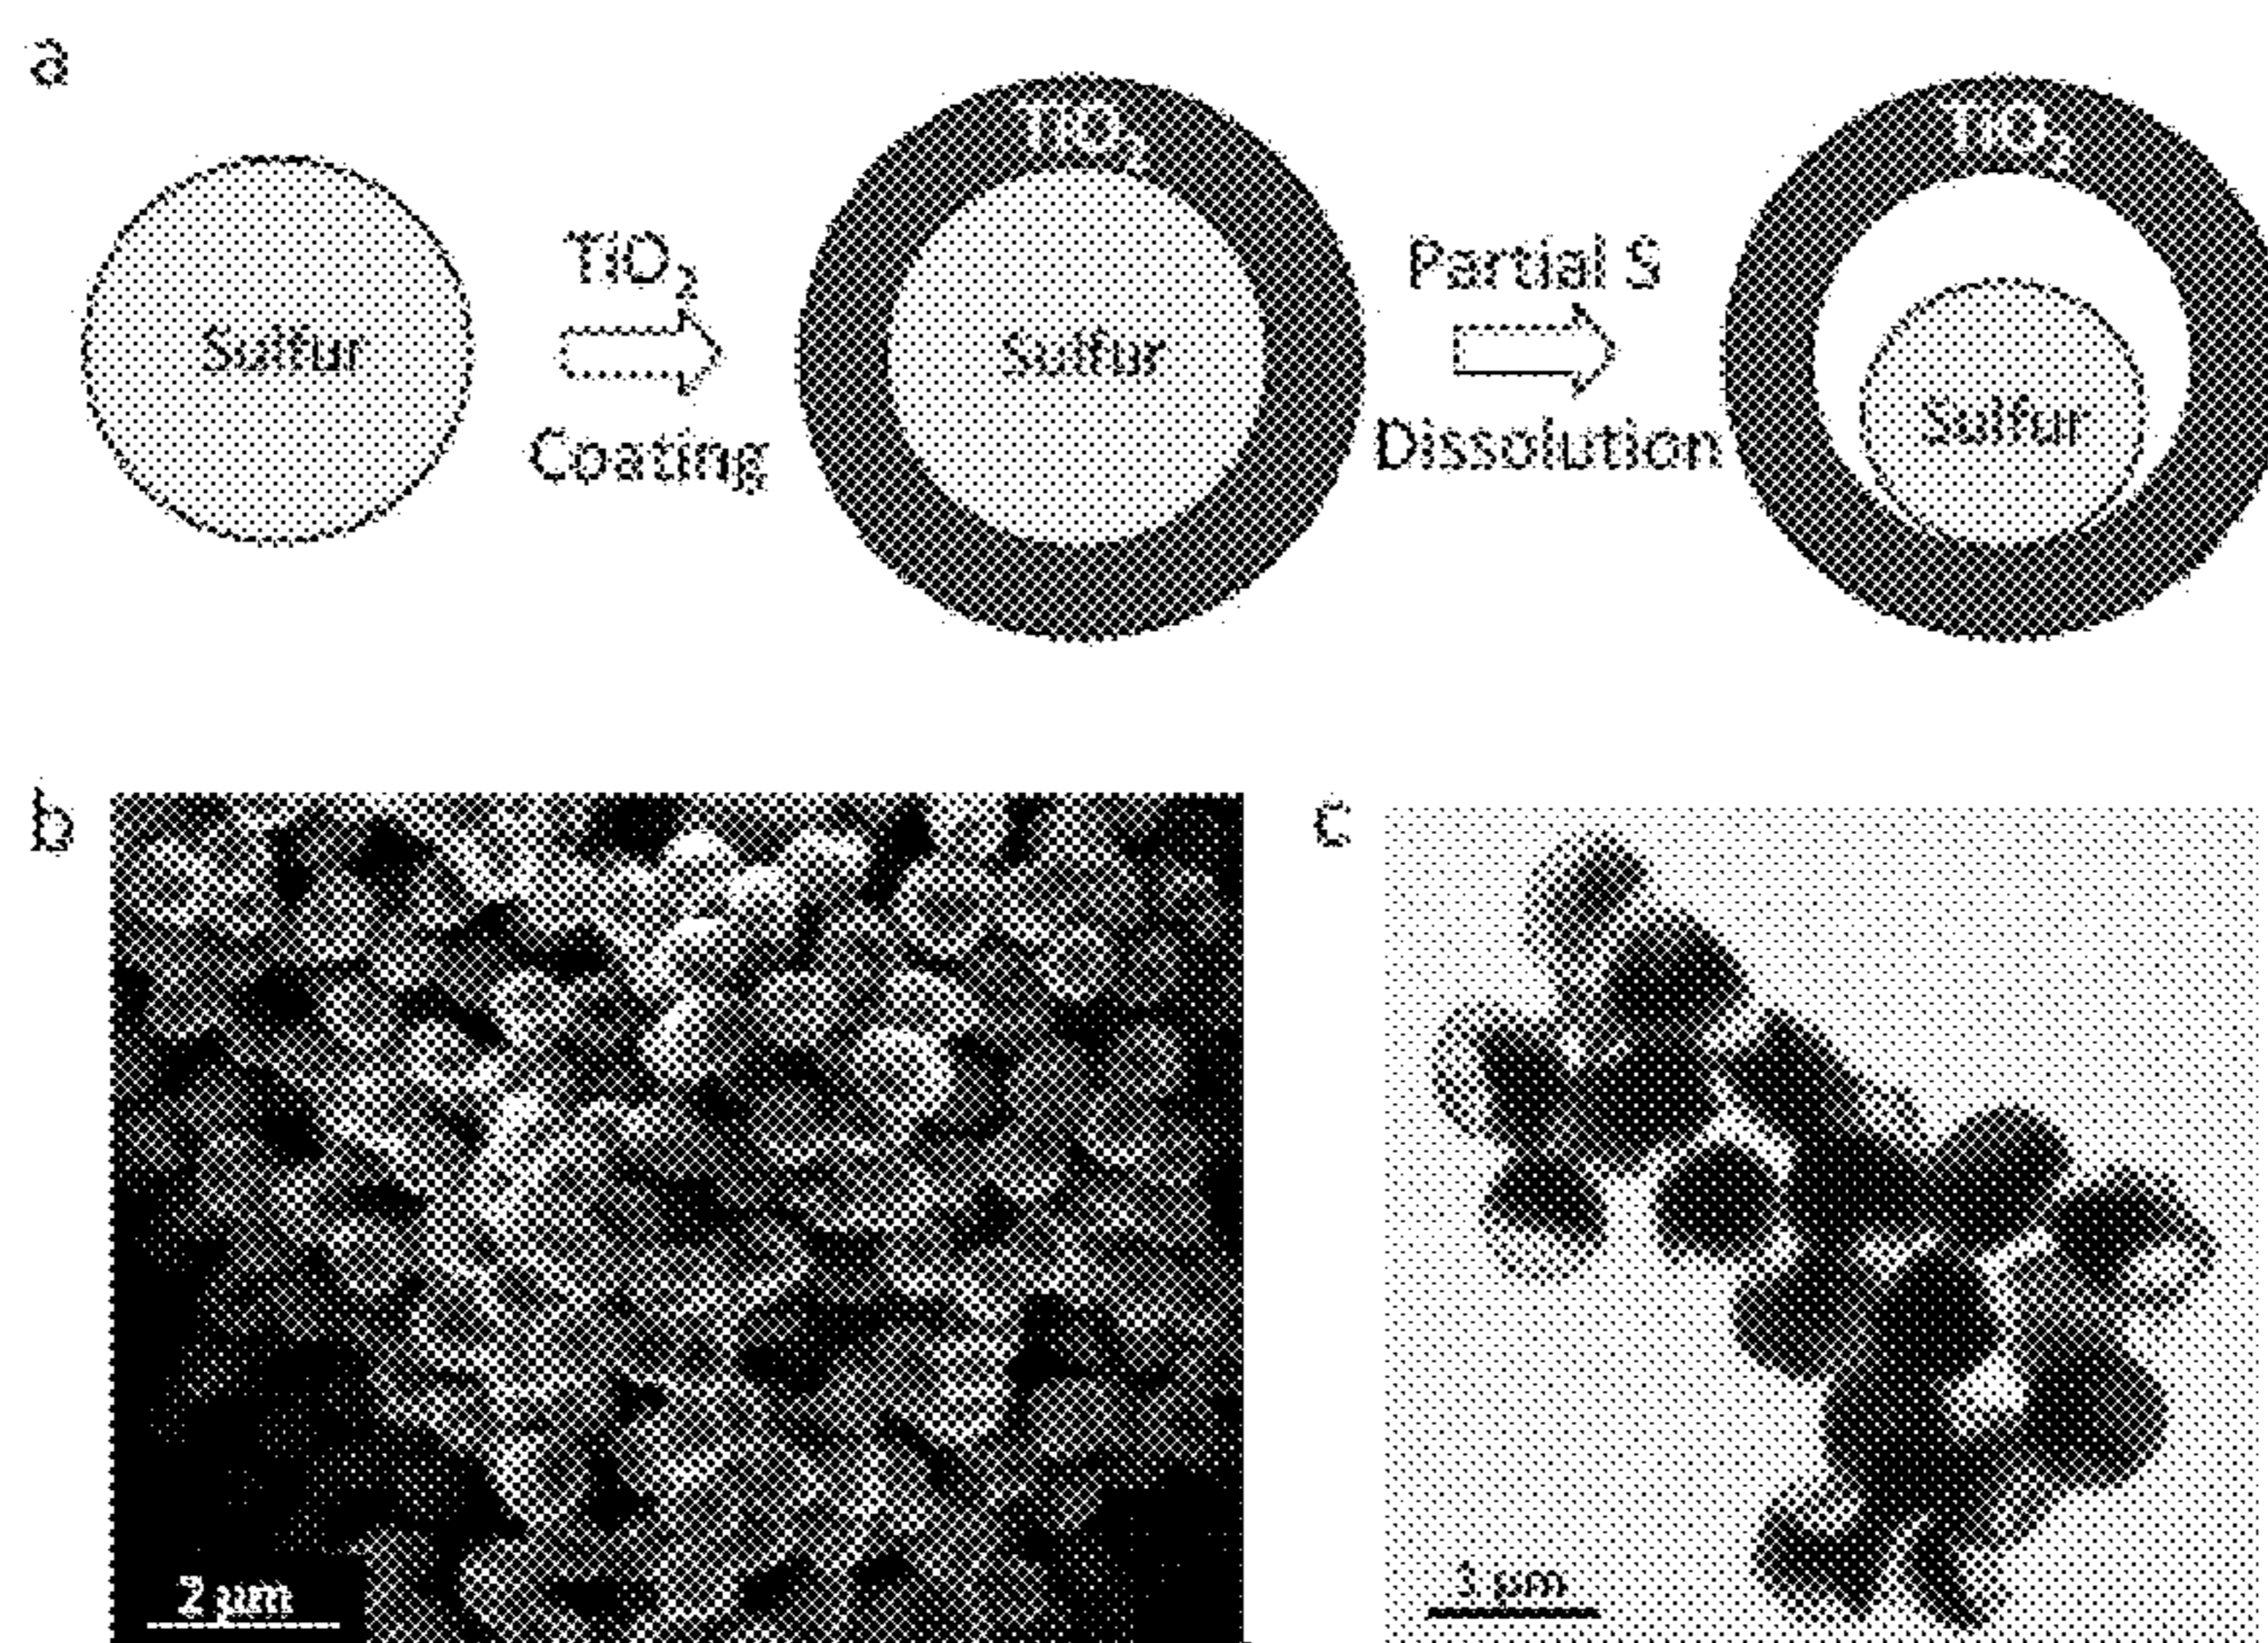 a
TiO₂
TiO₂
TiO₂
Partial S
Sulfur
Sulfur
Sulfur
Coating
Dissolution
b
c
2 µm
1 µm